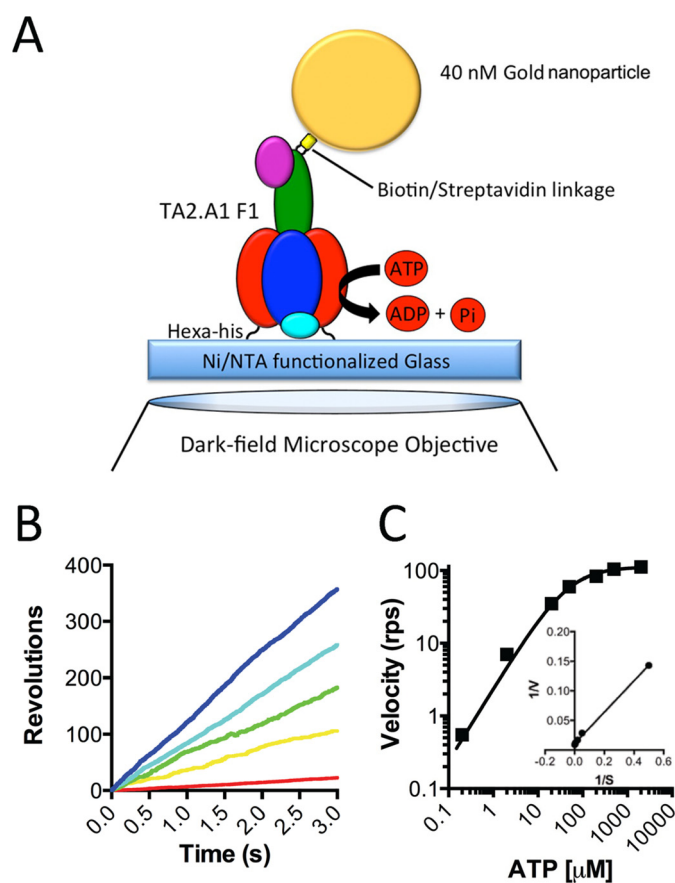 A
40 nM Gold nanoparticle
Biotin/Streptavidin linkage
TA2.A1 F1
ATP
ADP + Pi
Hexa-his
Ni/NTA functionalized Glass
Dark-field Microscope Objective
B
400
300
200
100
0
Revolutions
0.0 0.5 1.0 1.5 2.0 2.5 3.0
Time (s)
C
100
10
1
0.1
Velocity (rps)
0.1 1 10 100 1000 10000
ATP [µM]
0.20
0.15
0.10
0.05
1/V
-0.2 0.0 0.2 0.4 0.6
1/S